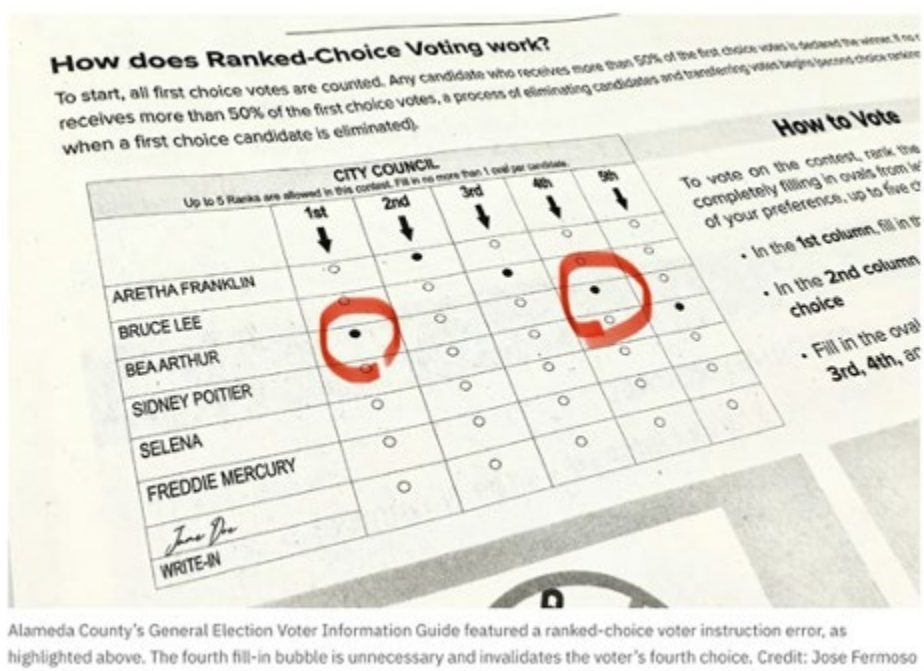 How does Ranked-Choice Voting work?
To start, all first choice votes are counted. Any candidate who receives more than 50% of the first choice votes is declared the winner. If no
receives more than 50% of the first choice votes, a process of eliminating candidates and transferring votes begins (second choice
when a first choice candidate is eliminated).
How to Vote
To vote on the contest, rank the
completely filling in ovals from
of your preference, up to five
• In the 1st column, fill in
• In the 2nd column
choice
• Fill in the
3rd, 4th,
CITY COUNCIL
Up to 5 Ranks are allowed in this contest. Fill in no more than 1 oval per candidate.
1st 2nd 3rd 4th 5th
ARETHA FRANKLIN
BRUCE LEE
BEA ARTHUR
SIDNEY POITIER
SELENA
FREDDIE MERCURY
Jane Doe
WRITE-IN
Alameda County's General Election Voter Information Guide featured a ranked-choice voter instruction error, as
highlighted above. The fourth fill-in bubble is unnecessary and invalidates the voter's fourth choice. Credit: Jose Fermoso